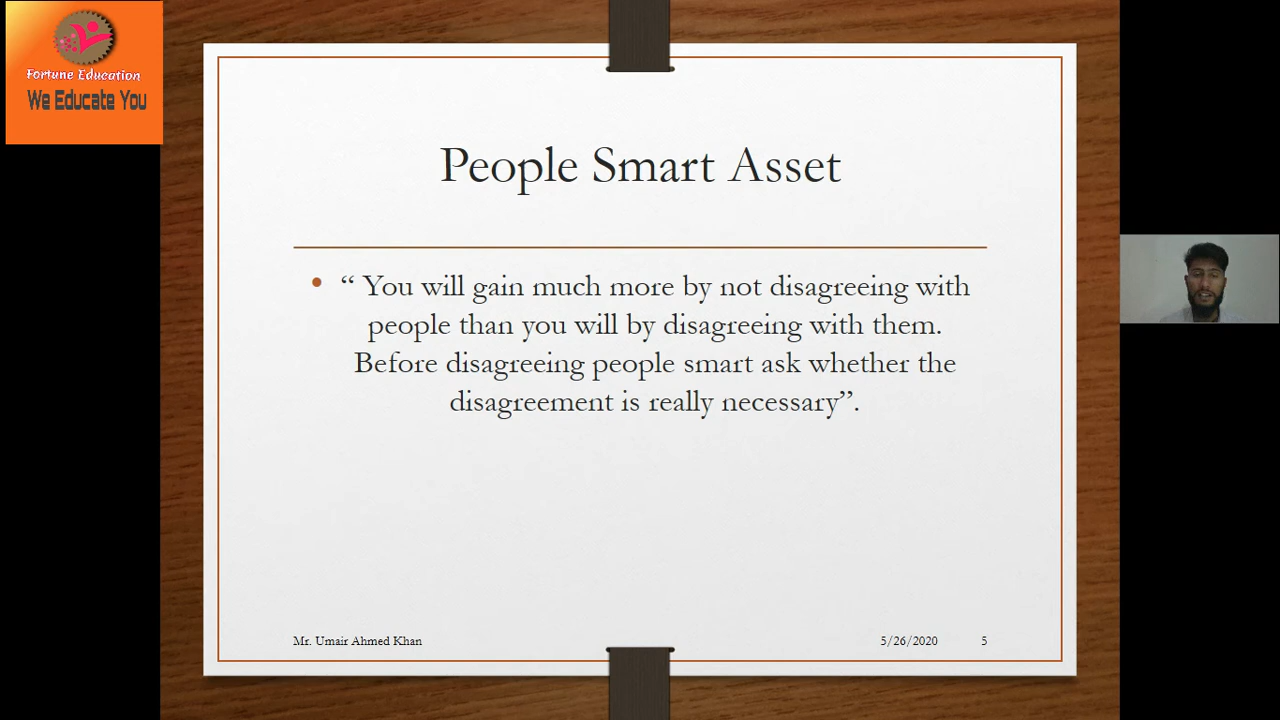 Fortune Education
We Educate You
People Smart Asset
• “ You will gain much more by not disagreeing with
people than you will by disagreeing with them.
Before disagreeing people smart ask whether the
disagreement is really necessary”.
Mr. Umair Ahmed Khan
5/26/2020
5